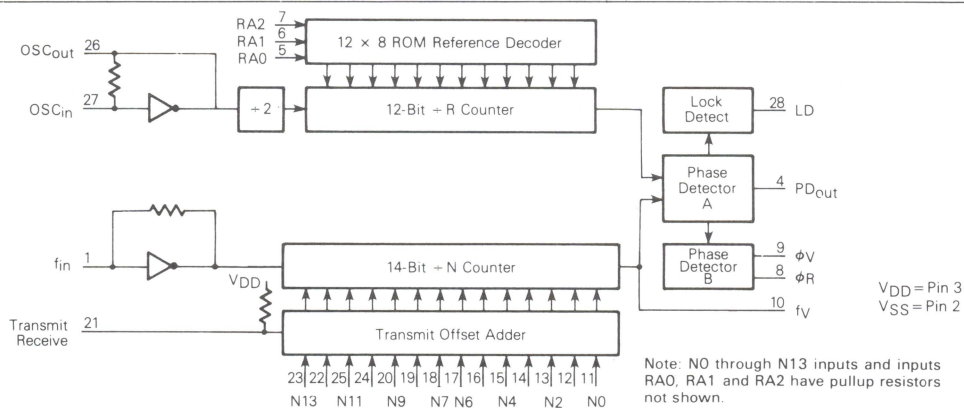 RA2 7
RA1 6
RA0 5
12 × 8 ROM Reference Decoder
OSCout 26
OSCin 27
÷ 2
12-Bit ÷ R Counter
Lock Detect
28 LD
Phase Detector A
4 PDout
fin 1
14-Bit ÷ N Counter
Phase Detector B
9 ϕV
8 ϕR
VDD
10 fV
VDD = Pin 3
VSS = Pin 2
Transmit Receive 21
Transmit Offset Adder
23 22 25 24 20 19 18 17 16 15 14 13 12 11
N13 N11 N9 N7 N6 N4 N2 N0
Note: N0 through N13 inputs and inputs
RA0, RA1 and RA2 have pullup resistors
not shown.